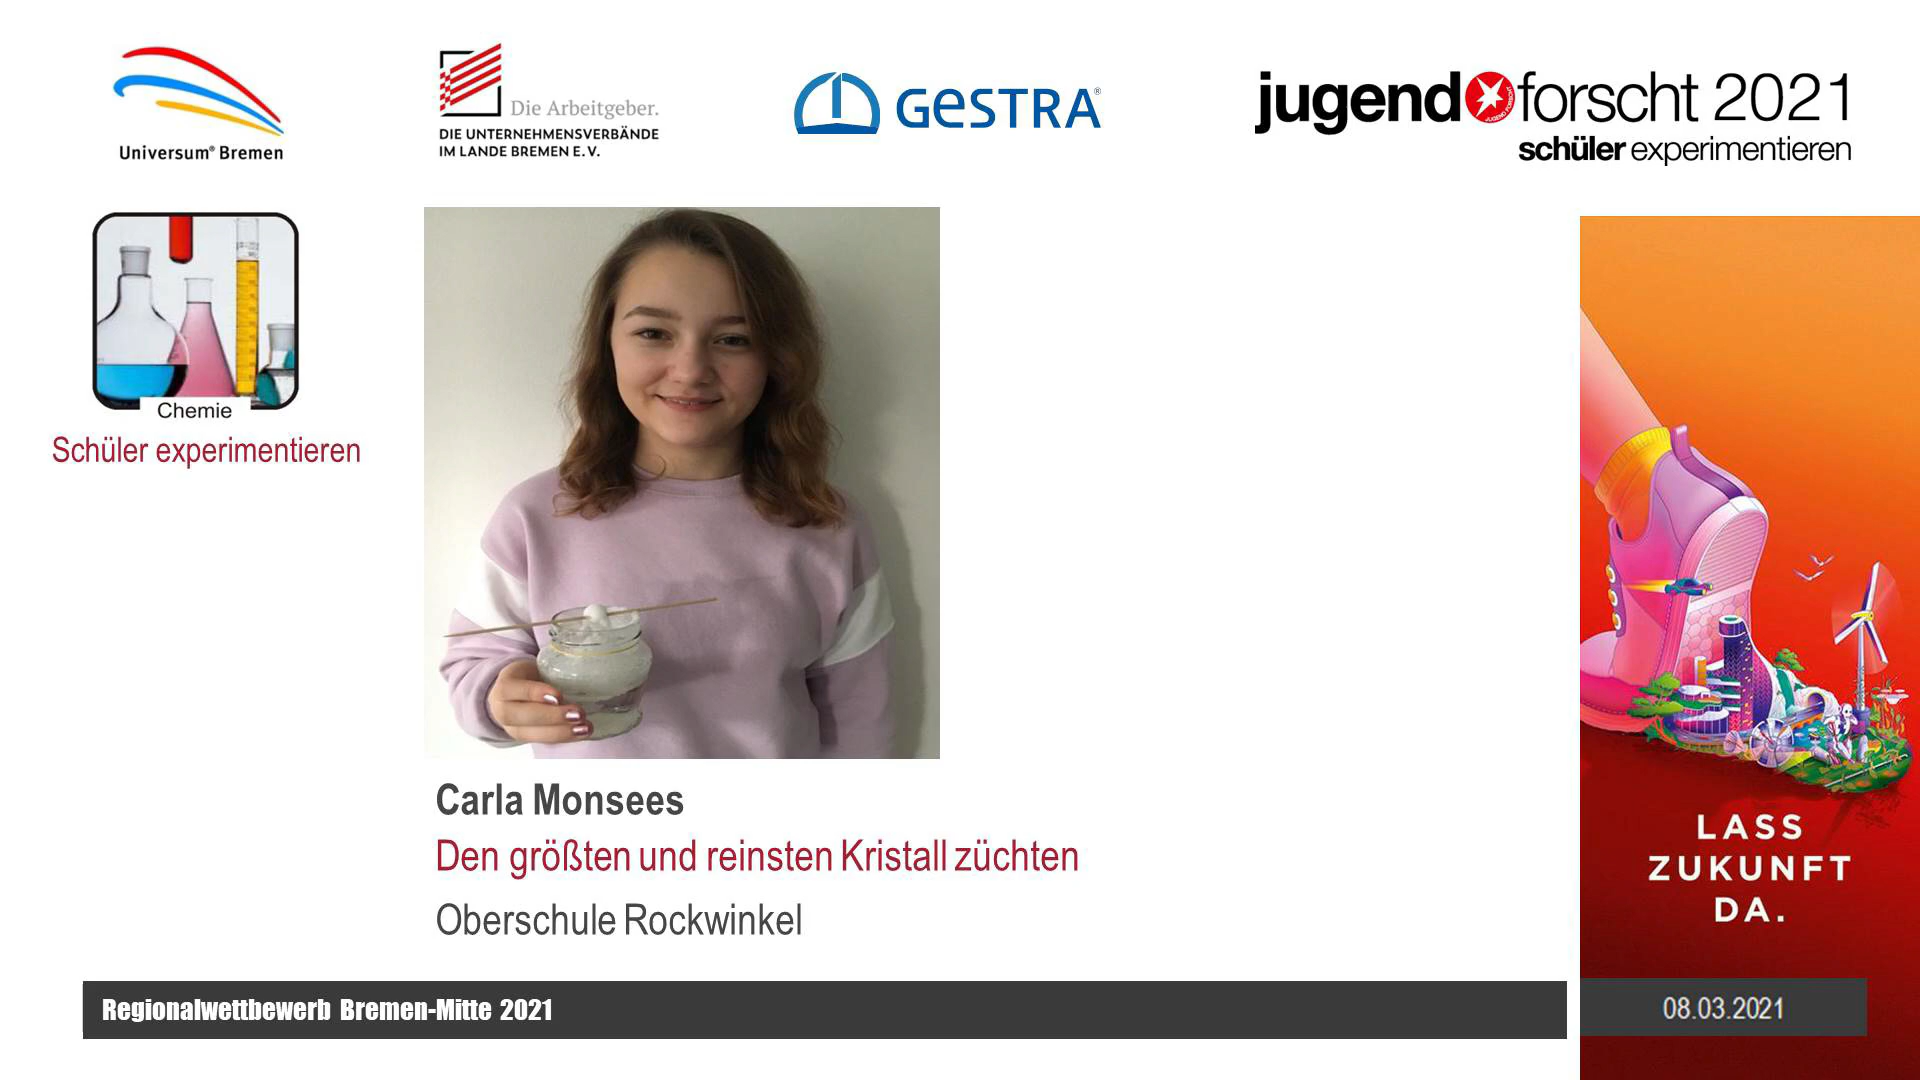 Universum® Bremen
Die Arbeitgeber.
DIE UNTERNEHMENSVERBÄNDE
IM LANDE BREMEN E.V.
GESTRA®
jugend forscht 2021
JUGEND FORSCHT
schüler experimentieren
Chemie
Schüler experimentieren
Carla Monsees
Den größten und reinsten Kristall züchten
Oberschule Rockwinkel
LASS
ZUKUNFT
DA.
Regionalwettbewerb Bremen-Mitte 2021
08.03.2021